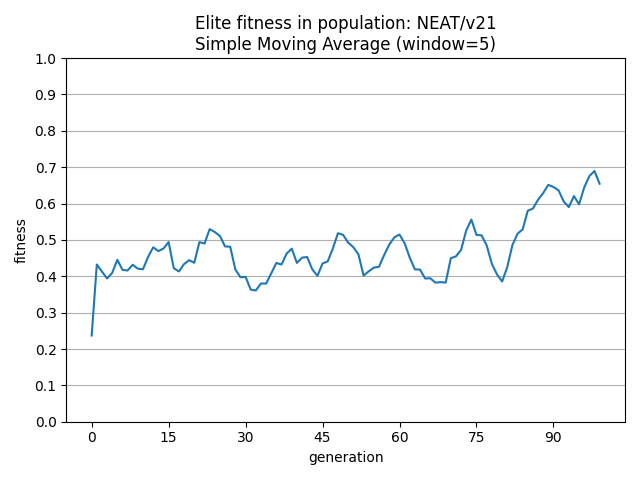 Elite fitness in population: NEAT/v21
Simple Moving Average (window=5)
1.0
0.9
0.8
0.7
0.6
0.5
0.4
0.3
0.2
0.1
0.0
fitness
0 15 30 45 60 75 90
generation